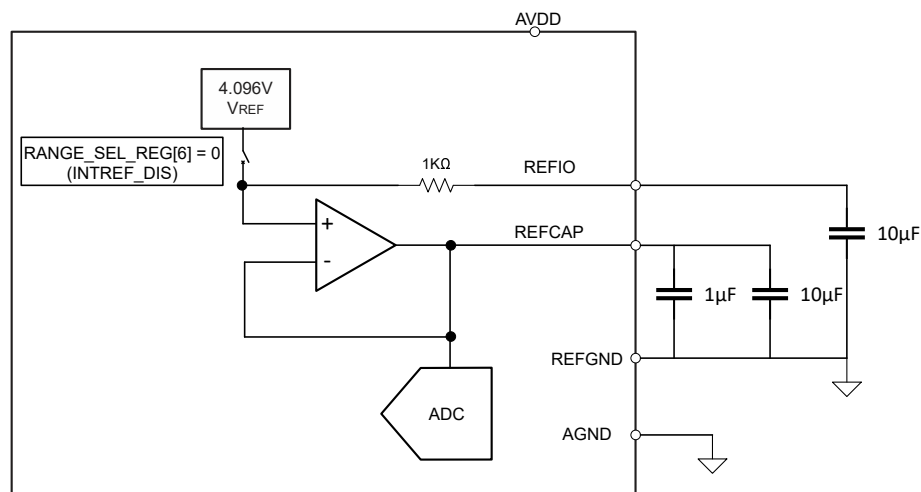 AVDD
4.096V
VREF
RANGE_SEL_REG[6] = 0
(INTREF_DIS)
1KΩ
REFIO
+
-
REFCAP
10µF
1µF
10µF
REFGND
ADC
AGND